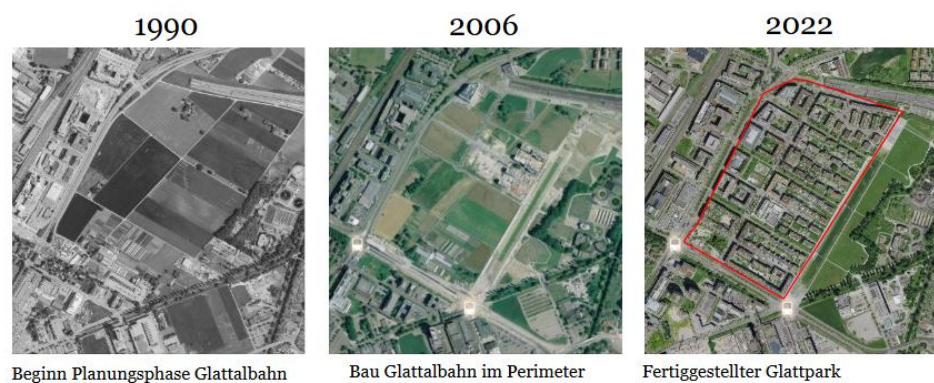 1990
2006
2022
Beginn Planungsphase Glattalbahn
Bau Glattalbahn im Perimeter
Fertiggestellter Glattpark